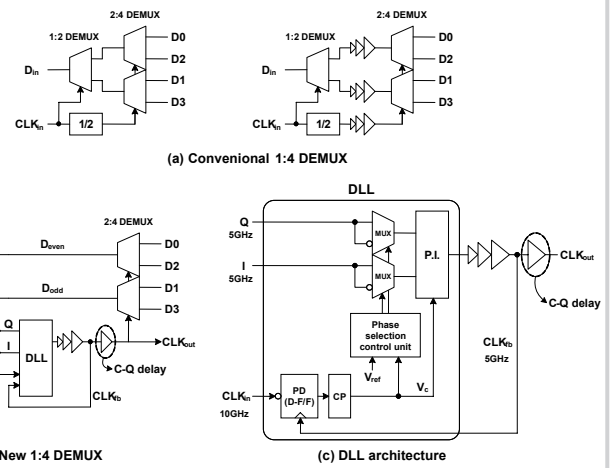 2:4 DEMUX
1:2 DEMUX
D0
D2
Din
D1
D3
CLKin
1/2
2:4 DEMUX
1:2 DEMUX
D0
D2
Din
D1
D3
CLKin
1/2
(a) Convenional 1:4 DEMUX
2:4 DEMUX
Deven
D0
D2
Dodd
D1
D3
Q
I
DLL
CLKout
C-Q delay
CLKfb
New 1:4 DEMUX
DLL
Q
5GHz
MUX
I
5GHz
MUX
P.I.
CLKout
C-Q delay
Phase
selection
control unit
CLKfb
5GHz
Vref
Vc
CLKin
10GHz
PD
(D-F/F)
CP
(c) DLL architecture